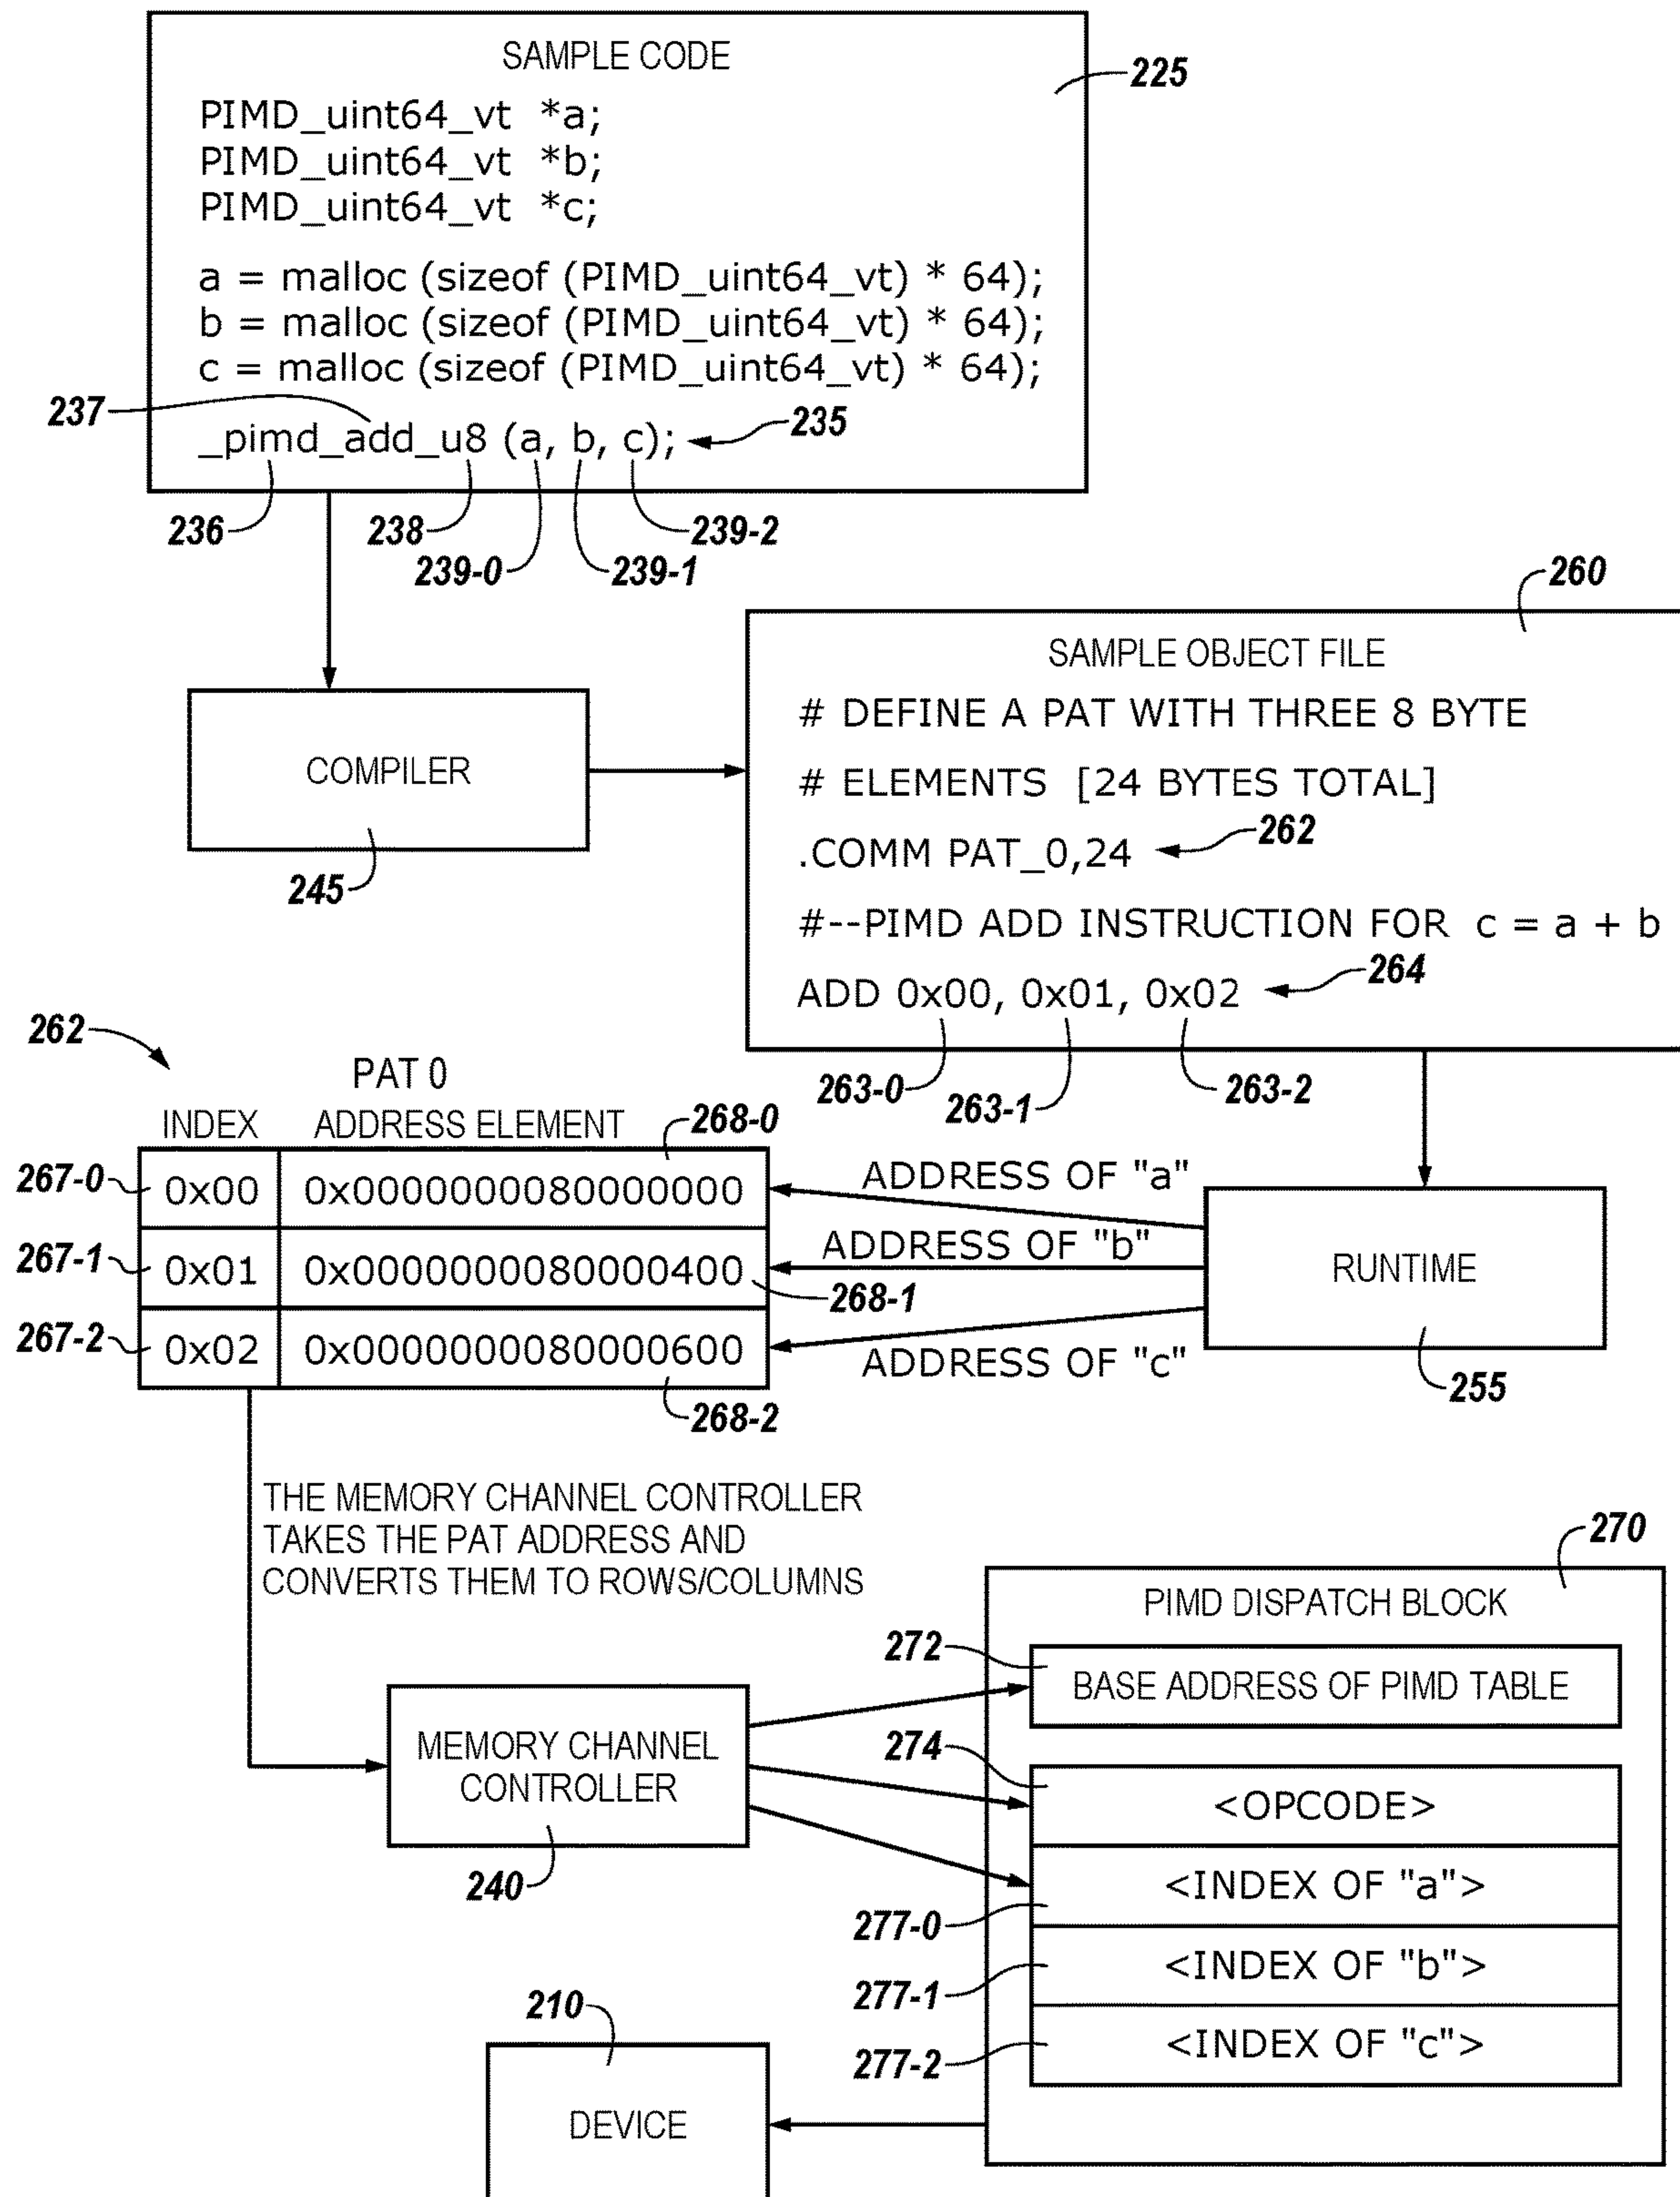 SAMPLE CODE
225
PIMD_uint64_vt *a;
PIMD_uint64_vt *b;
PIMD_uint64_vt *c;
a = malloc (sizeof (PIMD_uint64_vt) * 64);
b = malloc (sizeof (PIMD_uint64_vt) * 64);
c = malloc (sizeof (PIMD_uint64_vt) * 64);
237
_pimd_add_u8 (a, b, c);
235
236
238
239-2
239-0
239-1
260
SAMPLE OBJECT FILE
# DEFINE A PAT WITH THREE 8 BYTE
# ELEMENTS [24 BYTES TOTAL]
.COMM PAT_0,24
262
#--PIMD ADD INSTRUCTION FOR c = a + b
ADD 0x00, 0x01, 0x02
264
263-0
263-1
263-2
COMPILER
245
262
PAT 0
INDEX ADDRESS ELEMENT
268-0
267-0
0x00 0x0000000080000000
267-1
0x01 0x0000000080000400
268-1
267-2
0x02 0x0000000080000600
268-2
ADDRESS OF "a"
ADDRESS OF "b"
ADDRESS OF "c"
RUNTIME
255
THE MEMORY CHANNEL CONTROLLER
TAKES THE PAT ADDRESS AND
CONVERTS THEM TO ROWS/COLUMNS
270
PIMD DISPATCH BLOCK
272
BASE ADDRESS OF PIMD TABLE
274
<OPCODE>
MEMORY CHANNEL
CONTROLLER
240
<INDEX OF "a">
277-0
<INDEX OF "b">
277-1
<INDEX OF "c">
277-2
210
DEVICE